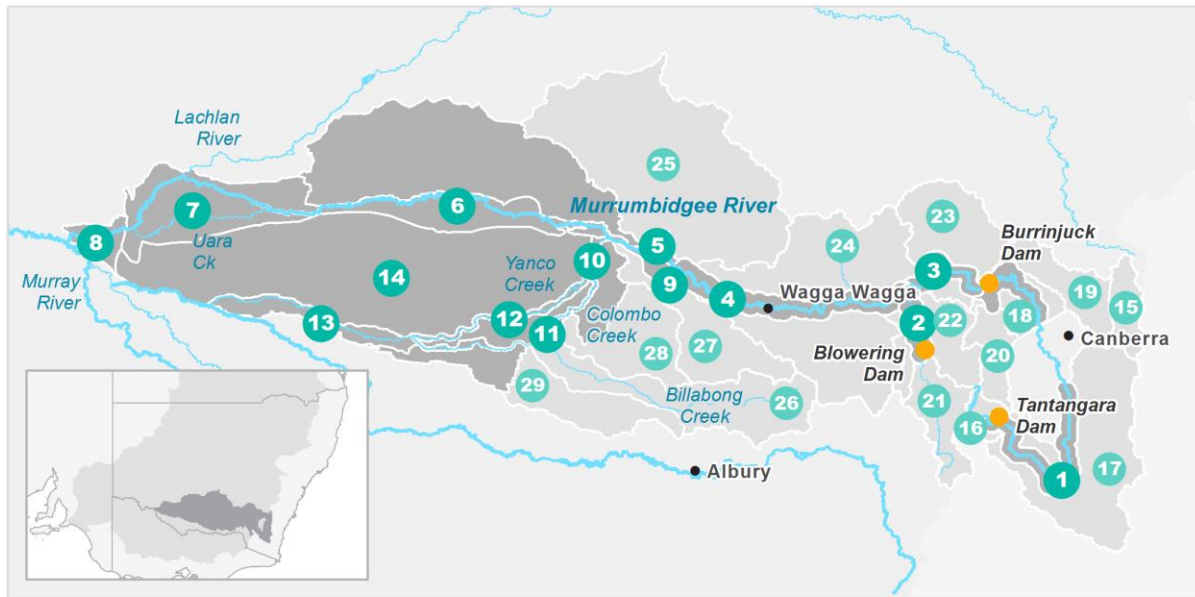 Lachlan
River
25
7
6
Murrumbidgee River
23
Burrinjuck
Dam
8
Uara
Ck
5
24
3
10
Murray
River
14
Yanco
Creek
9
4
Wagga Wagga
19
15
2
22
18
13
12
11
Colombo
Creek
Canberra
Blowering
Dam
20
28
27
29
Billabong
Creek
26
21
Tantangara
Dam
16
Albury
17
1